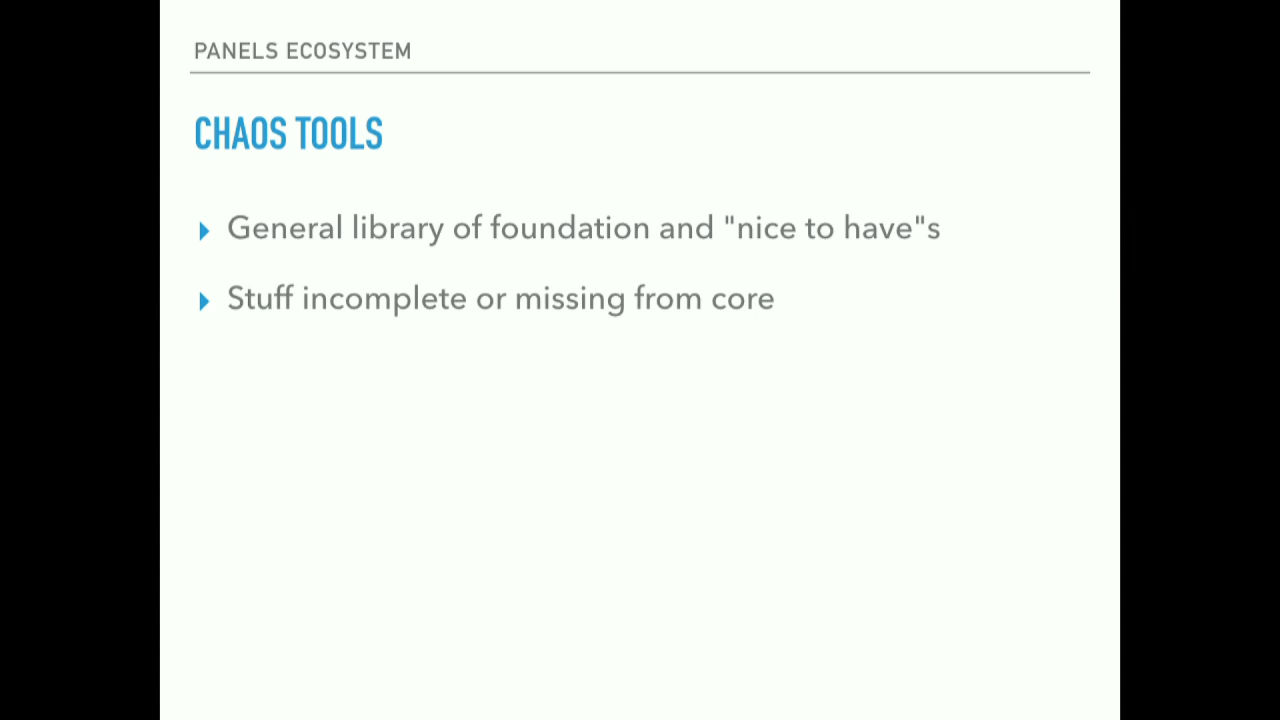 PANELS ECOSYSTEM
CHAOS TOOLS
General library of foundation and "nice to have"s
Stuff incomplete or missing from core